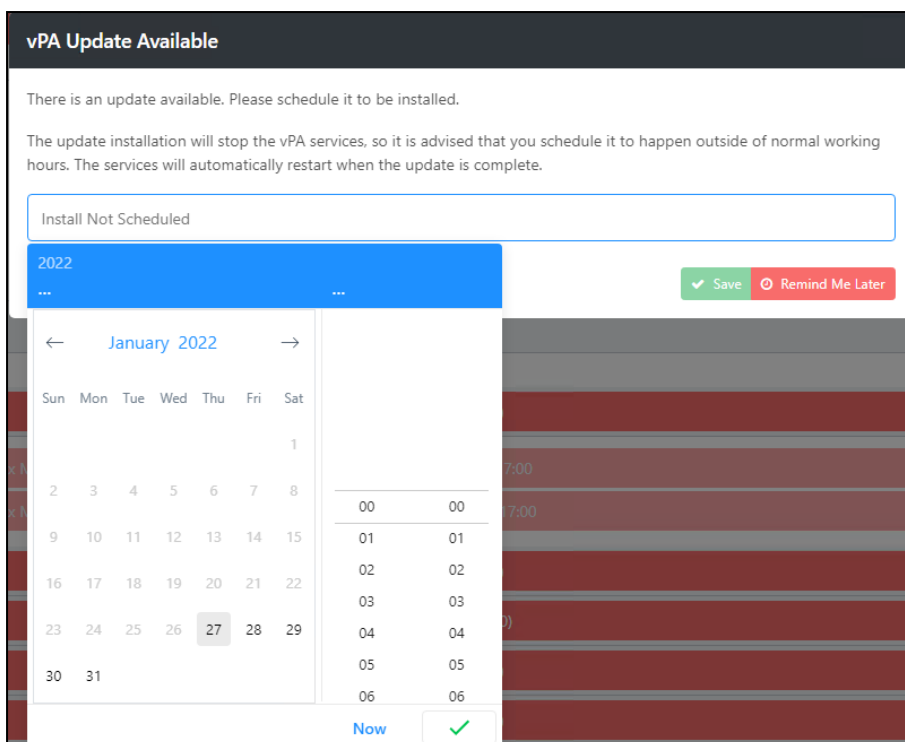 vPA Update Available
There is an update available. Please schedule it to be installed.
The update installation will stop the vPA services, so it is advised that you schedule it to happen outside of normal working
hours. The services will automatically restart when the update is complete.
Install Not Scheduled
2022
... ...
Save Remind Me Later
January 2022
Sun Mon Tue Wed Thu Fri Sat
1
7:00
2 3 4 5 6 7 8
00 00
17:00
9 10 11 12 13 14 15
01 01
02 02
16 17 18 19 20 21 22
03 03
23 24 25 26 27 28 29
04 04
05 05
30 31
06 06
Now